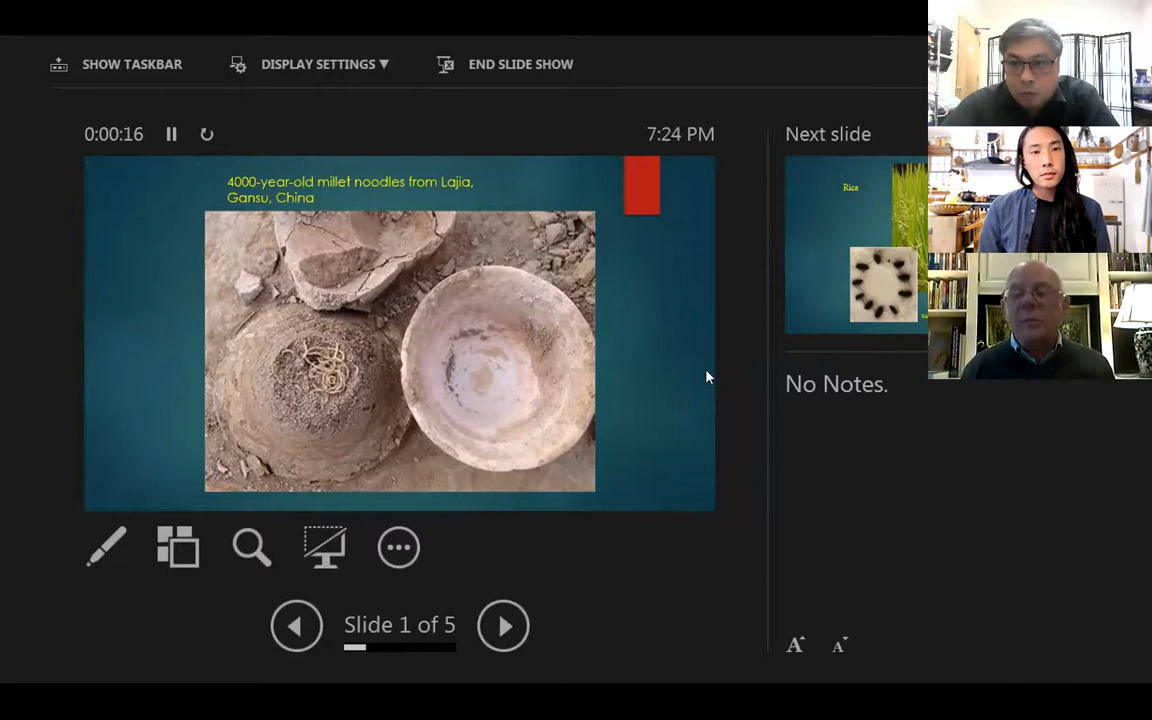 SHOW TASKBAR
DISPLAY SETTINGS ▼
END SLIDE SHOW
0:00:16
7:24 PM
Next slide
4000-year-old millet noodles from Lajia,
Gansu, China
Rice
No Notes.
Slide 1 of 5
A A